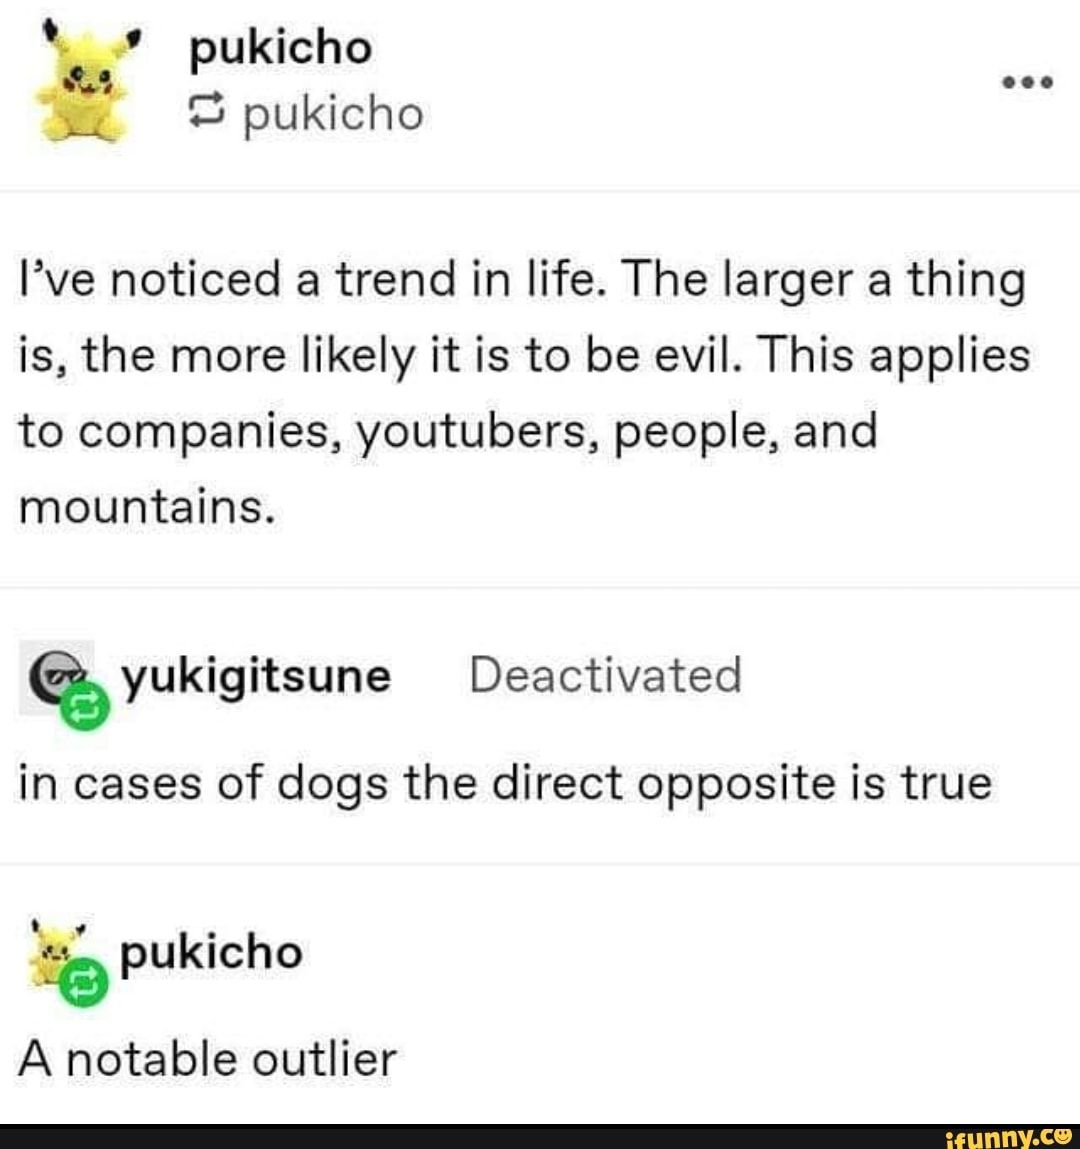 pukicho
pukicho
I've noticed a trend in life. The larger a thing
is, the more likely it is to be evil. This applies
to companies, youtubers, people, and
mountains.
yukigitsune Deactivated
in cases of dogs the direct opposite is true
pukicho
A notable outlier
ifunny.co